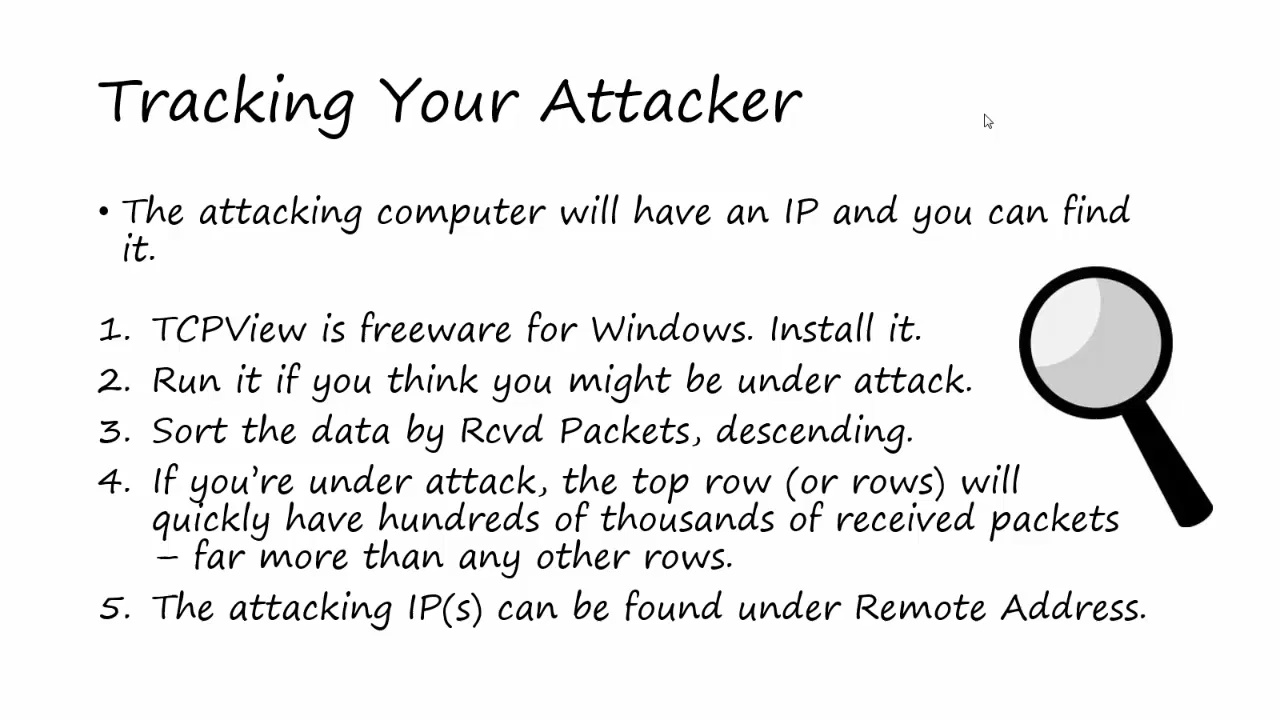 Tracking Your Attacker
• The attacking computer will have an IP and you can find
it.
1. TCPView is freeware for Windows. Install it.
2. Run it if you think you might be under attack.
3. Sort the data by Rcvd Packets, descending.
4. If you’re under attack, the top row (or rows) will
quickly have hundreds of thousands of received packets
– far more than any other rows.
5. The attacking IP(s) can be found under Remote Address.